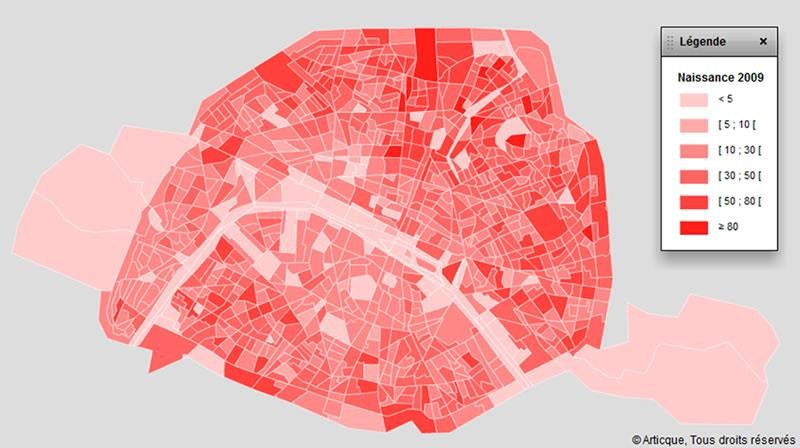 Légende
Naissance 2009
< 5
[ 5 ; 10 [
[ 10 ; 30 [
[ 30 ; 50 [
[ 50 ; 80 [
≥ 80
© Articque, Tous droits réservés